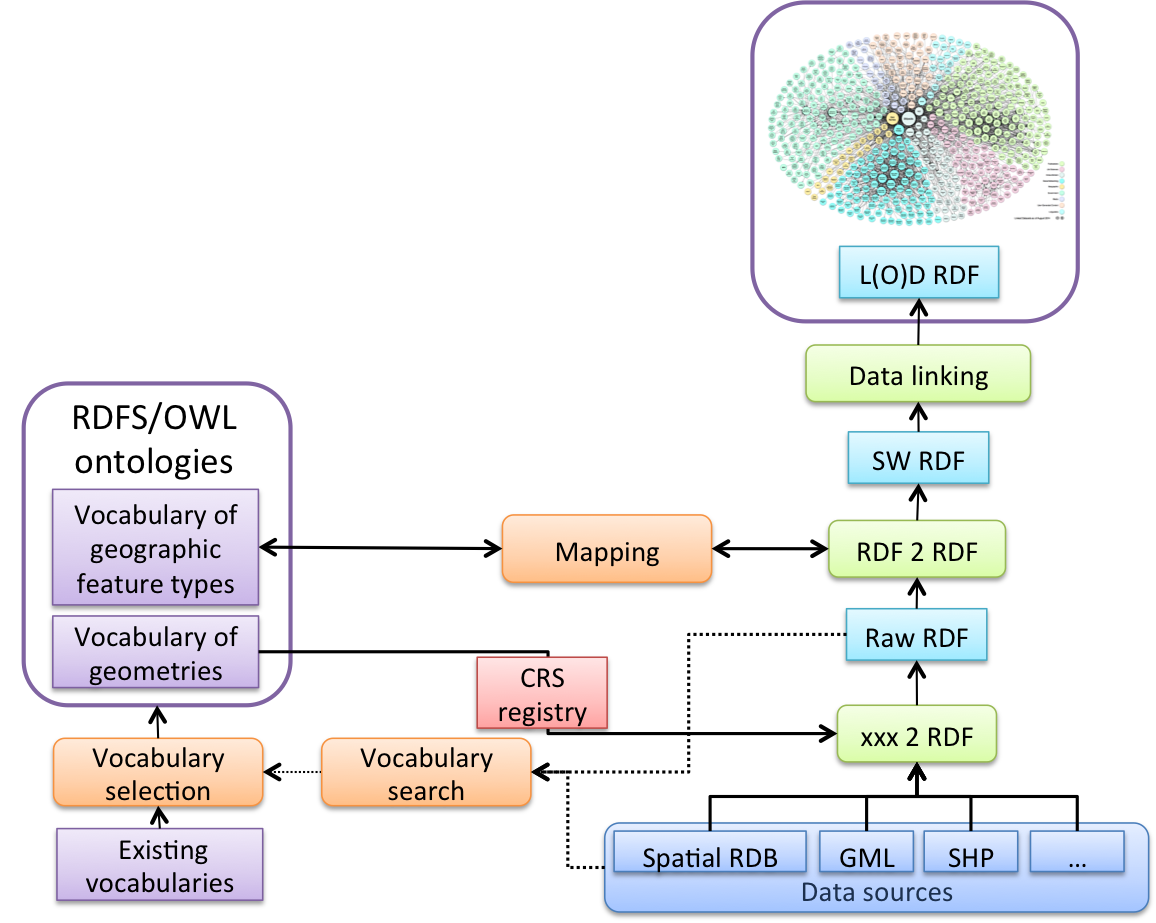 L(O)D RDF
Data linking
RDFS/OWL
ontologies
SW RDF
Vocabulary of
geographic
feature types
Mapping
RDF 2 RDF
Vocabulary of
geometries
Raw RDF
CRS
registry
xxx 2 RDF
Vocabulary
selection
Vocabulary
search
Existing
vocabularies
Spatial RDB
GML
SHP
...
Data sources